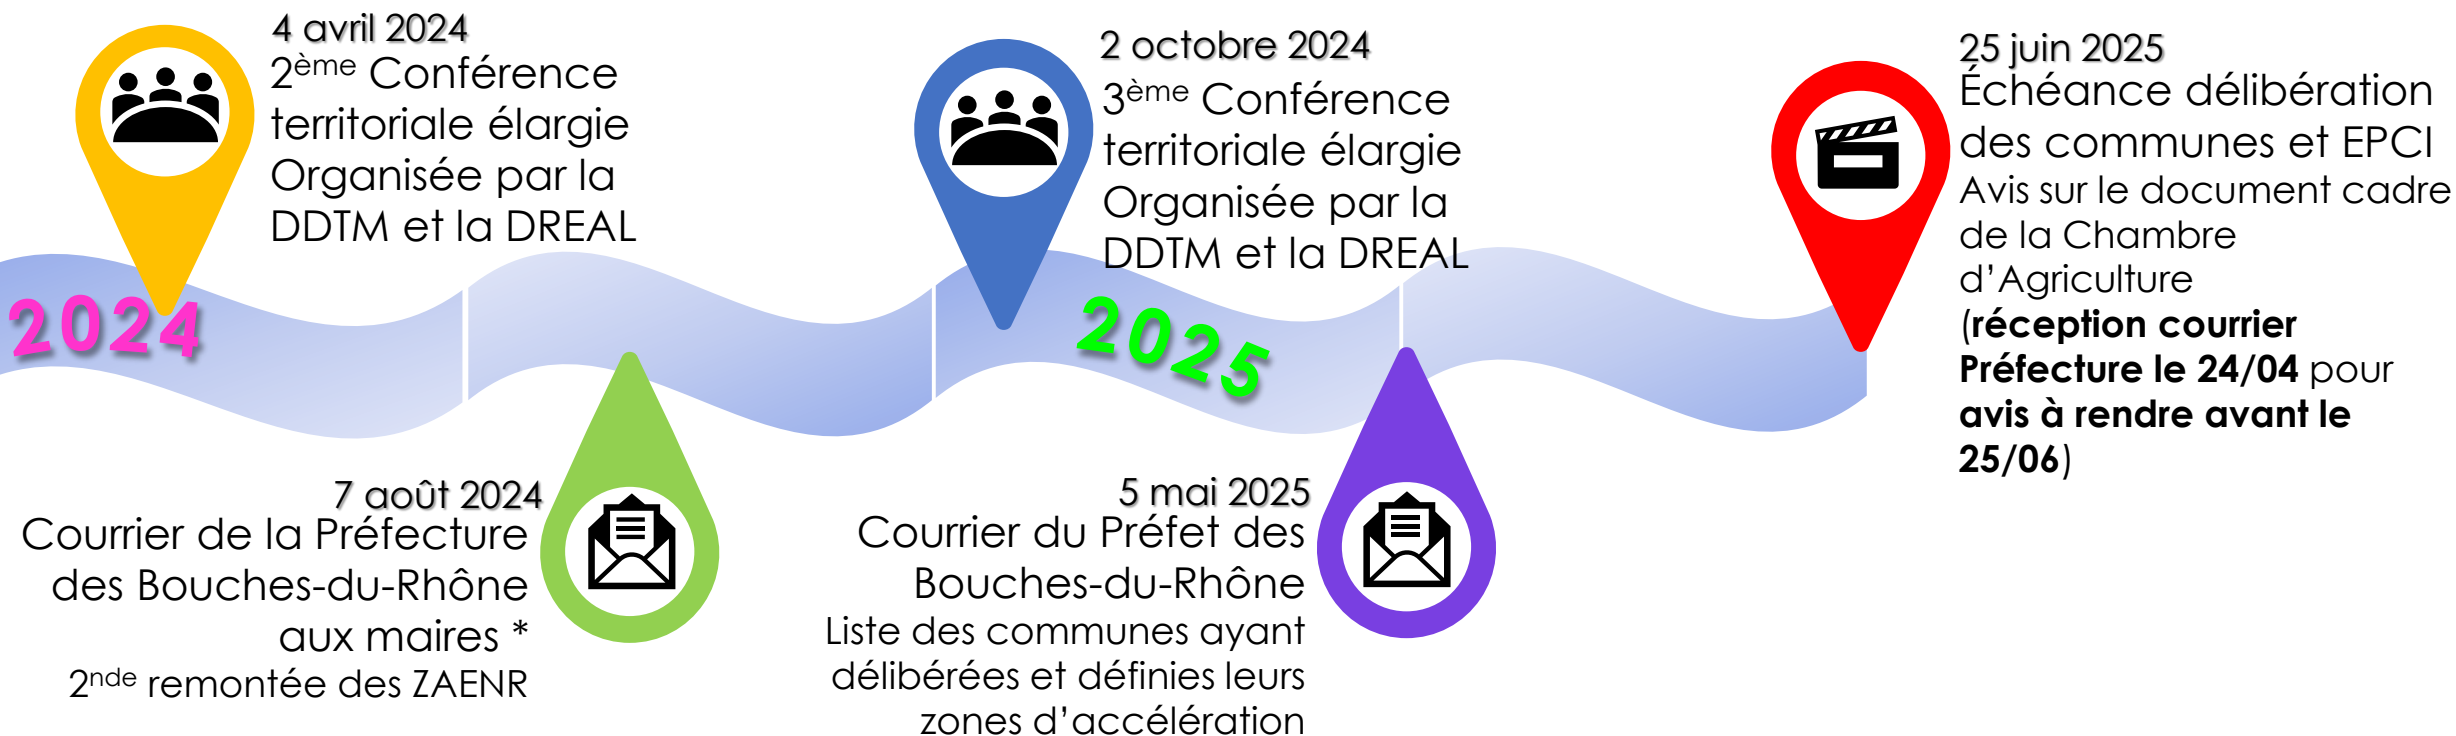 4 avril 2024
2ème Conférence
territoriale élargie
Organisée par la
DDTM et la DREAL
2024
7 août 2024
Courrier de la Préfecture
des Bouches-du-Rhône
aux maires *
2nde remontée des ZAENR
2 octobre 2024
3ème Conférence
territoriale élargie
Organisée par la
DDTM et la DREAL
2025
5 mai 2025
Courrier du Préfet des
Bouches-du-Rhône
Liste des communes ayant
délibérées et définies leurs
zones d’accélération
25 juin 2025
Échéance délibération
des communes et EPCI
Avis sur le document cadre
de la Chambre
d’Agriculture
(réception courrier
Préfecture le 24/04 pour
avis à rendre avant le
25/06)